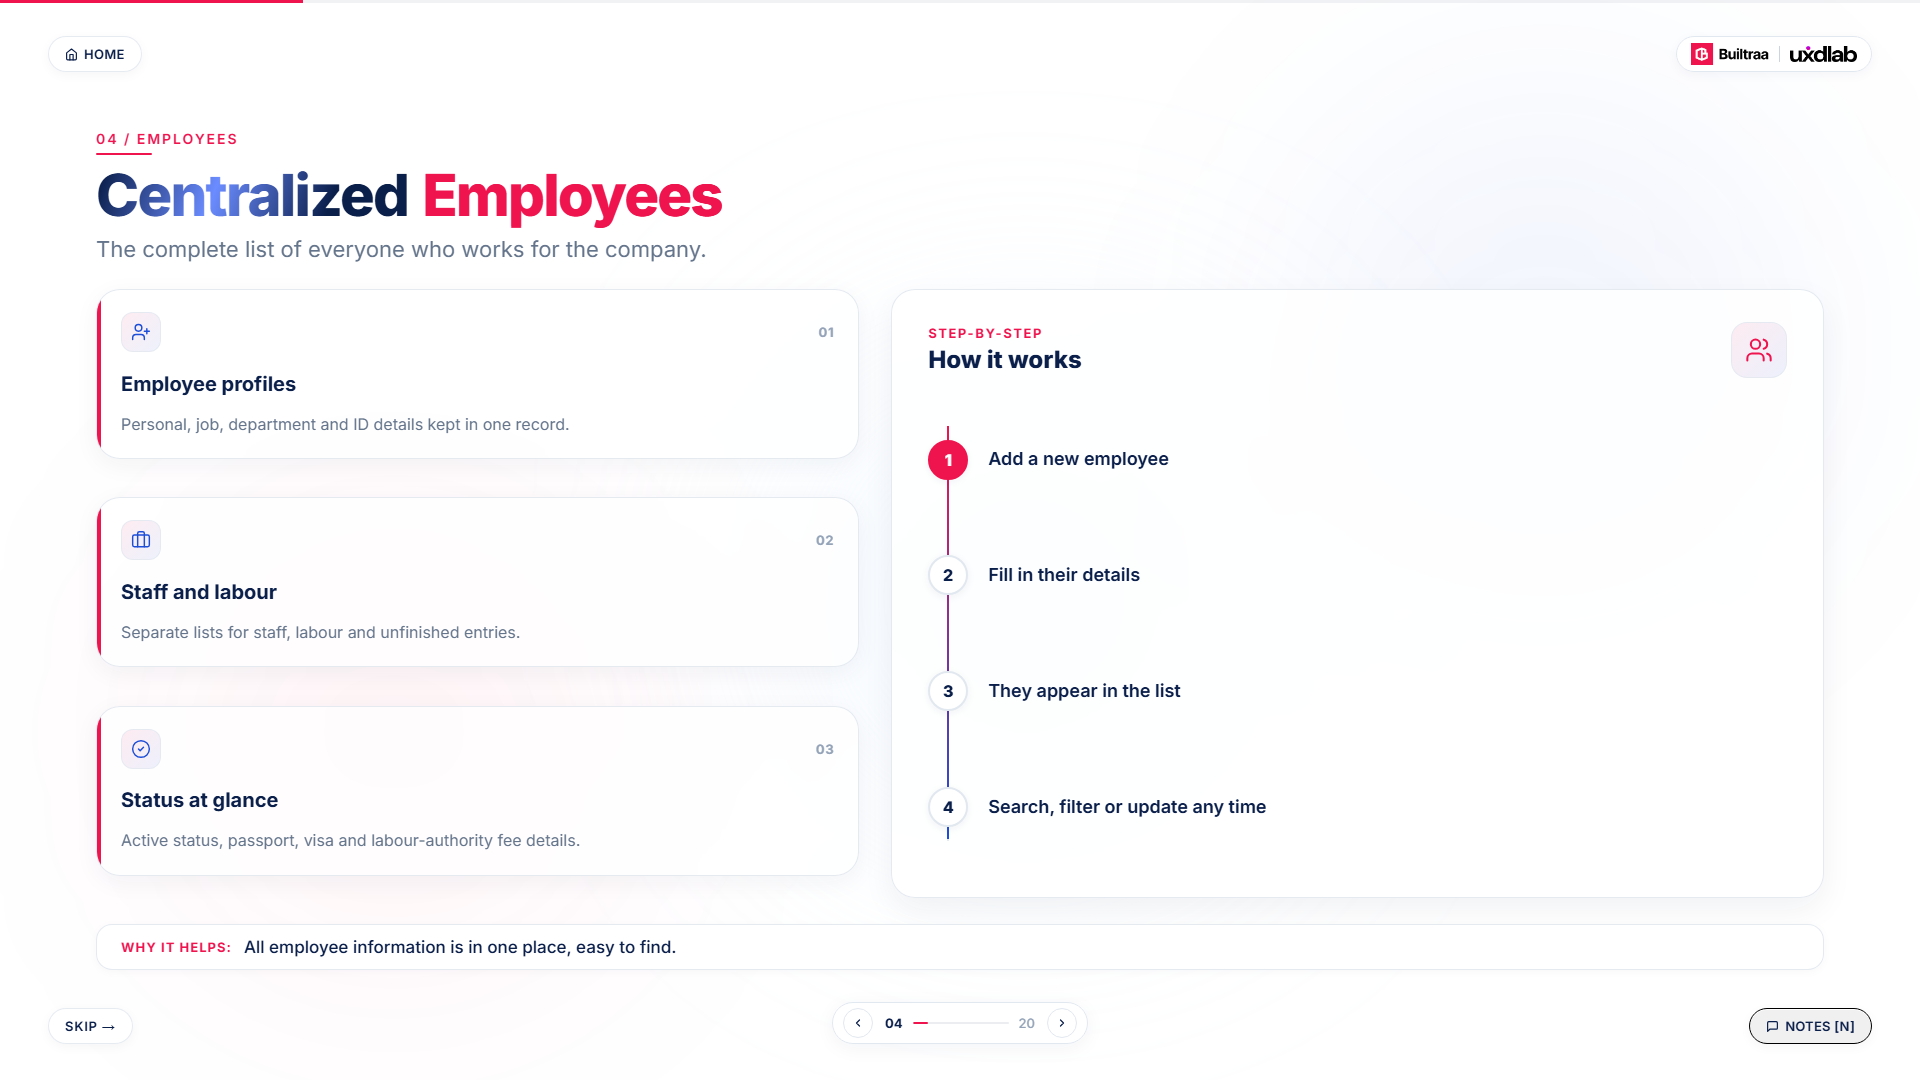 HOME
Builtraa
uxdlab
04 / EMPLOYEES
Centralized Employees
The complete list of everyone who works for the company.
01
Employee profiles
Personal, job, department and ID details kept in one record.
02
Staff and labour
Separate lists for staff, labour and unfinished entries.
03
Status at glance
Active status, passport, visa and labour-authority fee details.
STEP-BY-STEP
How it works
1 Add a new employee
2 Fill in their details
3 They appear in the list
4 Search, filter or update any time
WHY IT HELPS: All employee information is in one place, easy to find.
SKIP →
04 20
NOTES [N]